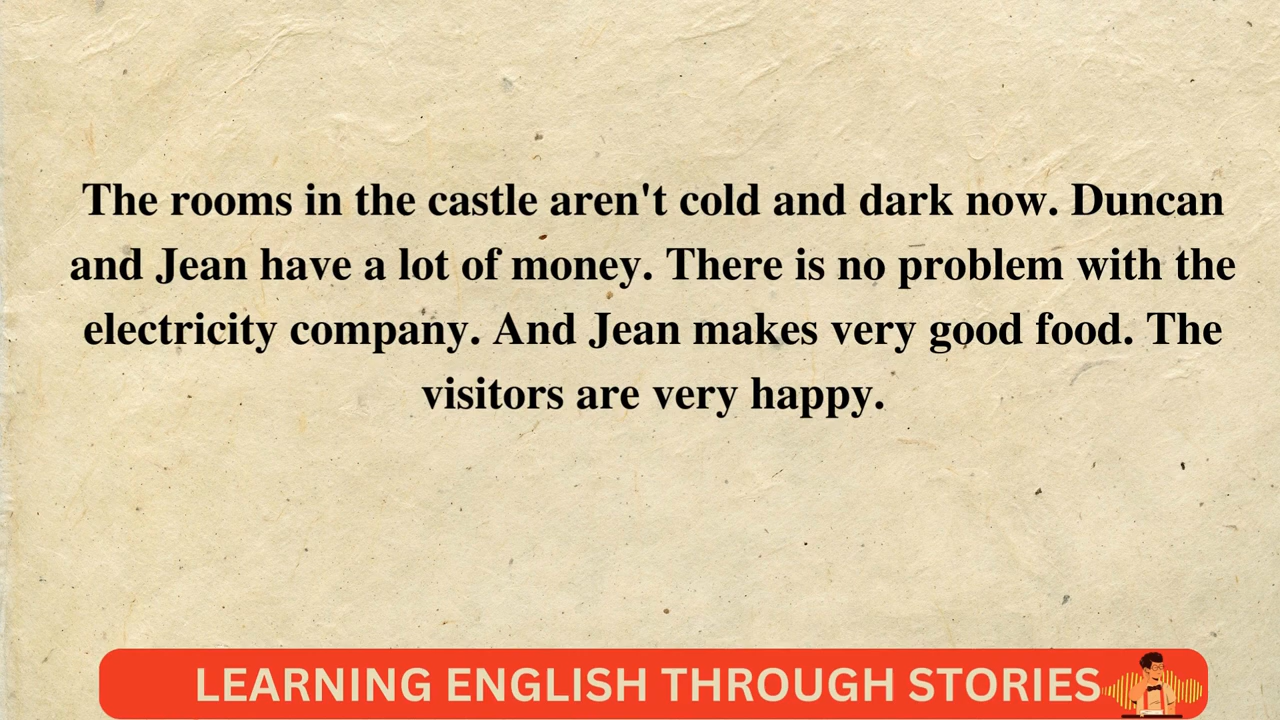 The rooms in the castle aren't cold and dark now. Duncan
and Jean have a lot of money. There is no problem with the
electricity company. And Jean makes very good food. The
visitors are very happy.
LEARNING ENGLISH THROUGH STORIES